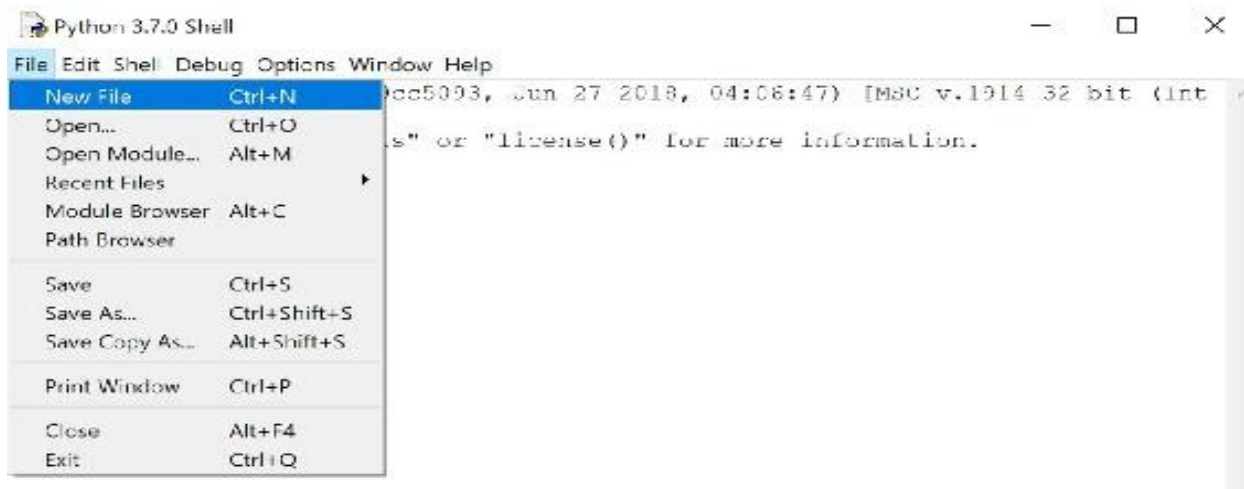 Python 3.7.0 Shell
File Edit Shell Debug Options Window Help
New File Ctrl+N
cc5093, Jun 27 2018, 04:06:47) [MSC v.1914 32 bit (Int
Open... Ctrl+O
s" or "license()" for more information.
Open Module... Alt+M
Recent Files
Module Browser Alt+C
Path Browser
Save Ctrl+S
Save As... Ctrl+Shift+S
Save Copy As... Alt+Shift+S
Print Window Ctrl+P
Close Alt+F4
Exit Ctrl+Q